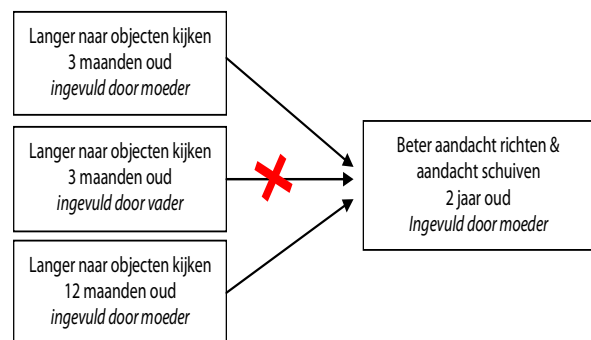 Langer naar objecten kijken
3 maanden oud
ingevuld door moeder
Langer naar objecten kijken
3 maanden oud
ingevuld door vader
Langer naar objecten kijken
12 maanden oud
ingevuld door moeder
Beter aandacht richten &
aandacht schuiven
2 jaar oud
Ingevuld door moeder